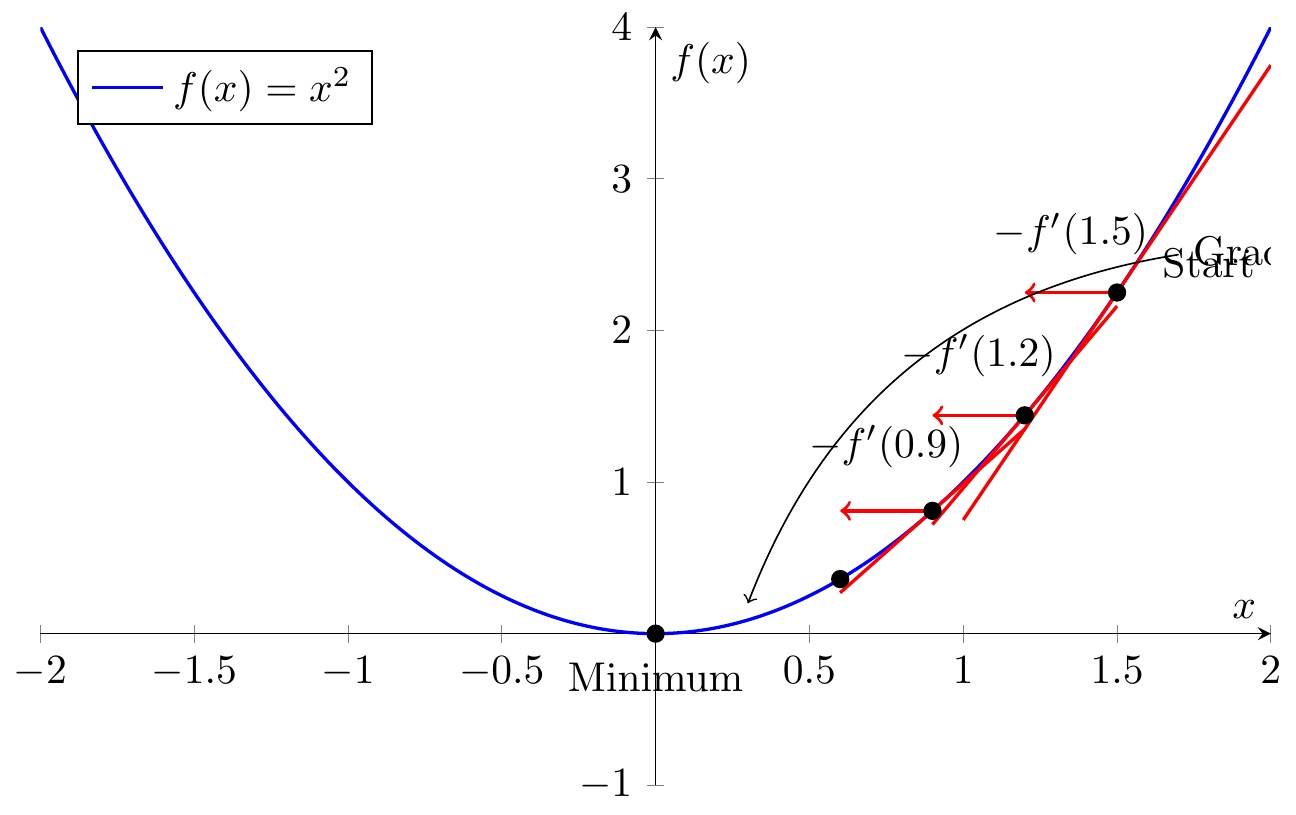 4
f(x)
f(x) = x²
3
−f′(1.5)
Start
2
−f′(1.2)
−f′(0.9)
1
x
−2 −1.5 −1 −0.5 0.5 1 1.5 2
Minimum
−1